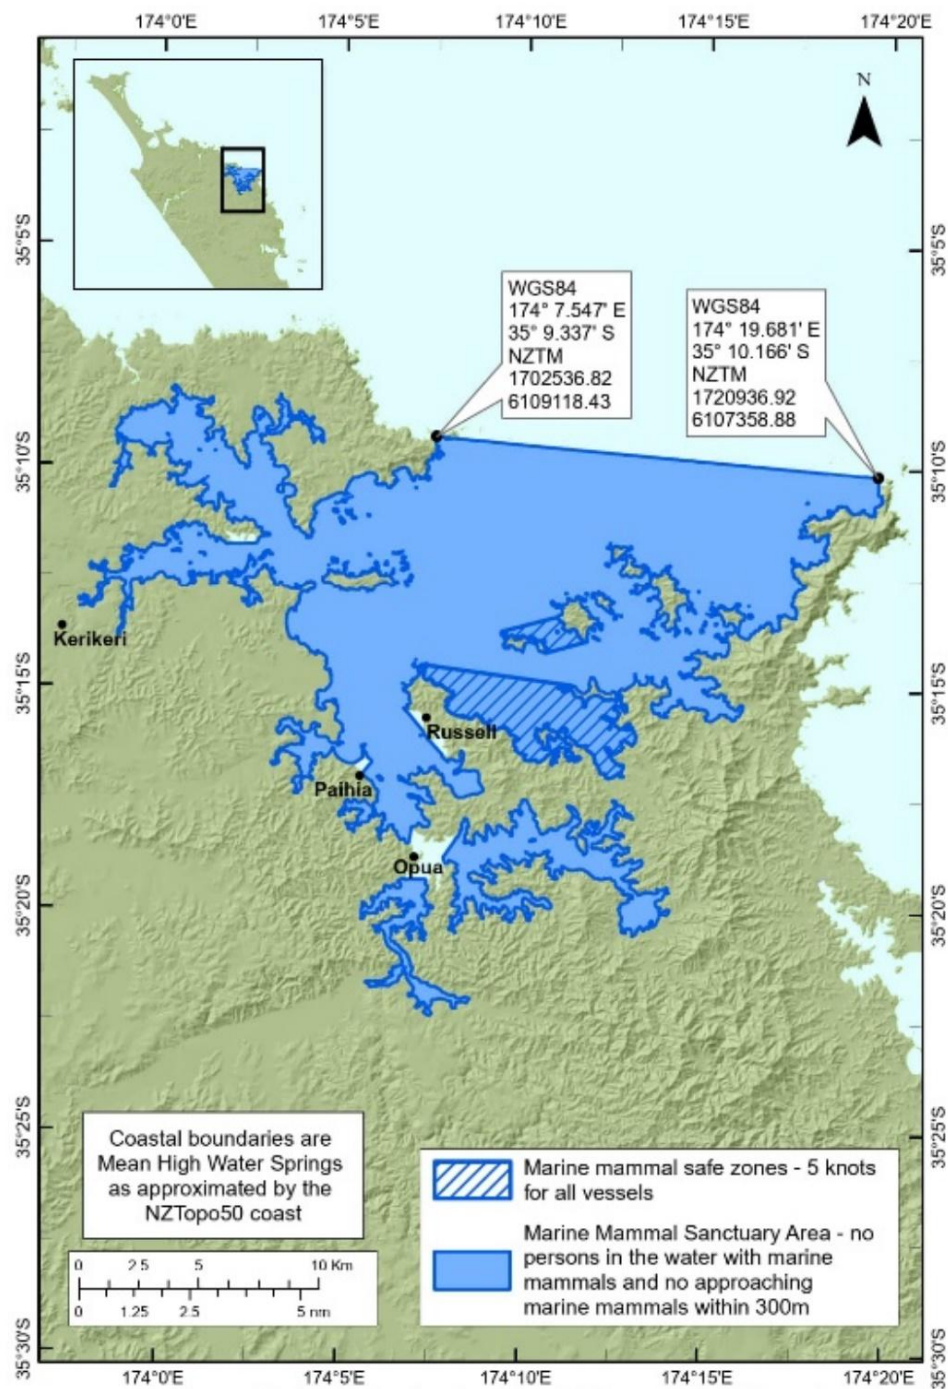 174°0'E 174°5'E 174°10'E 174°15'E 174°20'E
N
35°5'S
35°5'S
WGS84
174° 7.547' E
35° 9.337' S
NZTM
1702536.82
6109118.43
WGS84
174° 19.681' E
35° 10.166' S
NZTM
1720936.92
6107358.88
35°10'S
35°10'S
Kerikeri
35°15'S
35°15'S
Russell
Paihia
Opua
35°20'S
35°20'S
35°25'S
35°25'S
Coastal boundaries are
Mean High Water Springs
as approximated by the
NZTopo50 coast
0 2.5 5 10 Km
0 1.25 2.5 5 nm
Marine mammal safe zones - 5 knots
for all vessels
Marine Mammal Sanctuary Area - no
persons in the water with marine
mammals and no approaching
marine mammals within 300m
35°30'S
35°30'S
174°0'E 174°5'E 174°10'E 174°15'E 174°20'E